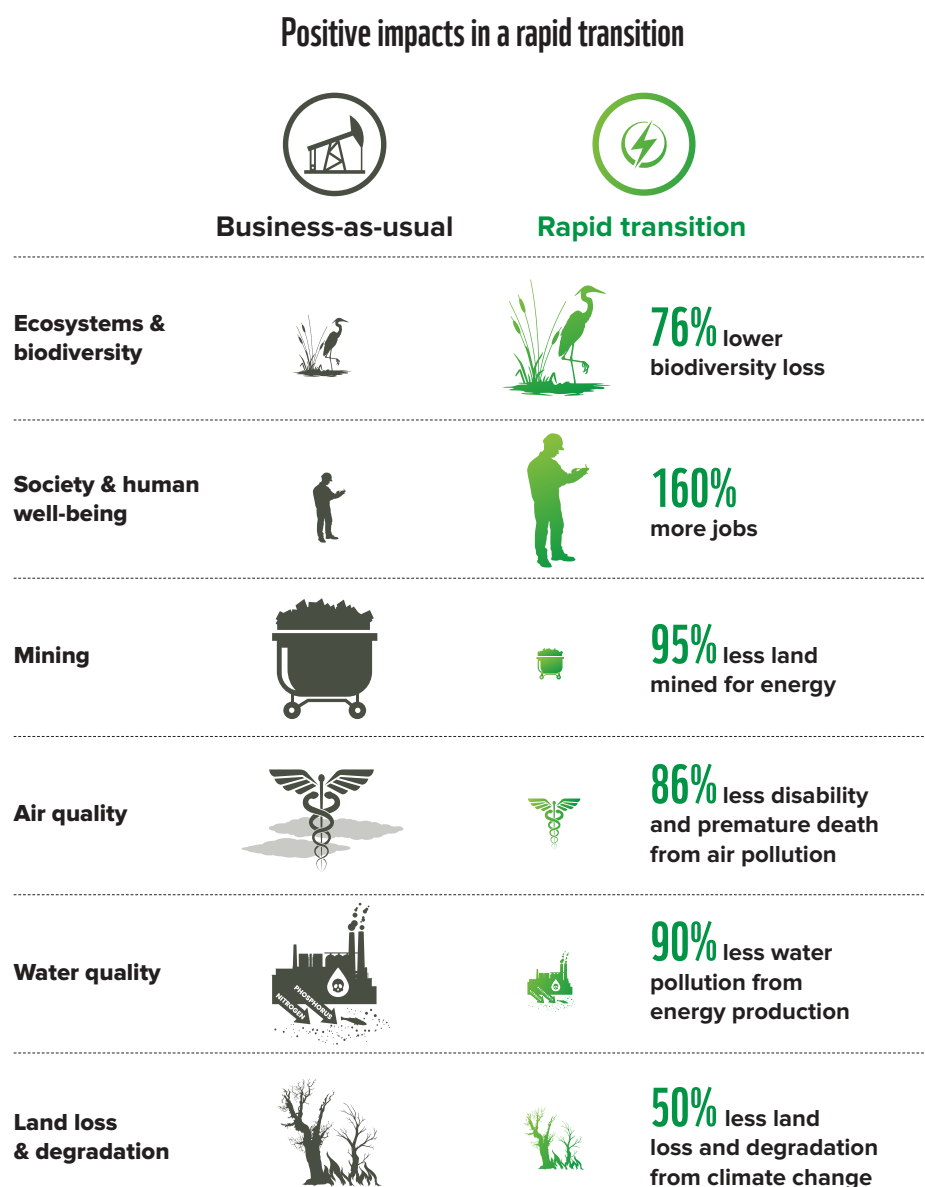 Positive impacts in a rapid transition
Business-as-usual
Rapid transition
Ecosystems &
biodiversity
76% lower
biodiversity loss
Society & human
well-being
160%
more jobs
Mining
95% less land
mined for energy
Air quality
86% less disability
and premature death
from air pollution
Water quality
PHOSPHORUS
NITROGEN
90% less water
pollution from
energy production
Land loss
& degradation
50% less land
loss and degradation
from climate change